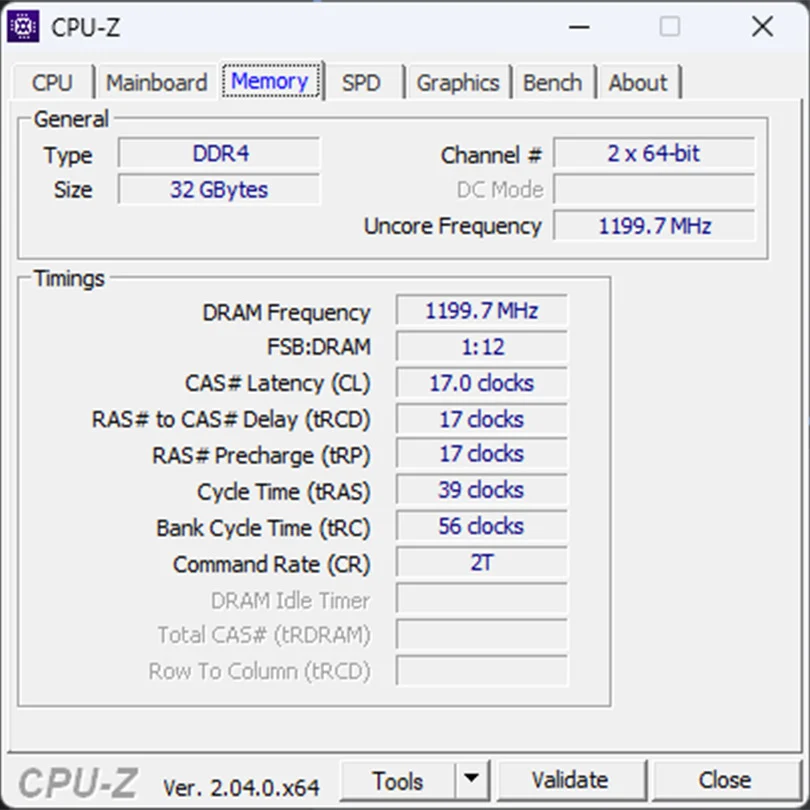 CPU-Z
CPU Mainboard Memory SPD Graphics Bench About
General
Type DDR4 Channel # 2 x 64-bit
Size 32 GBytes DC Mode
Uncore Frequency 1199.7 MHz
Timings
DRAM Frequency 1199.7 MHz
FSB:DRAM 1:12
CAS# Latency (CL) 17.0 clocks
RAS# to CAS# Delay (tRCD) 17 clocks
RAS# Precharge (tRP) 17 clocks
Cycle Time (tRAS) 39 clocks
Bank Cycle Time (tRC) 56 clocks
Command Rate (CR) 2T
DRAM Idle Timer
Total CAS# (tRDRAM)
Row To Column (tRCD)
CPU-Z Ver. 2.04.0.x64 Tools Validate Close